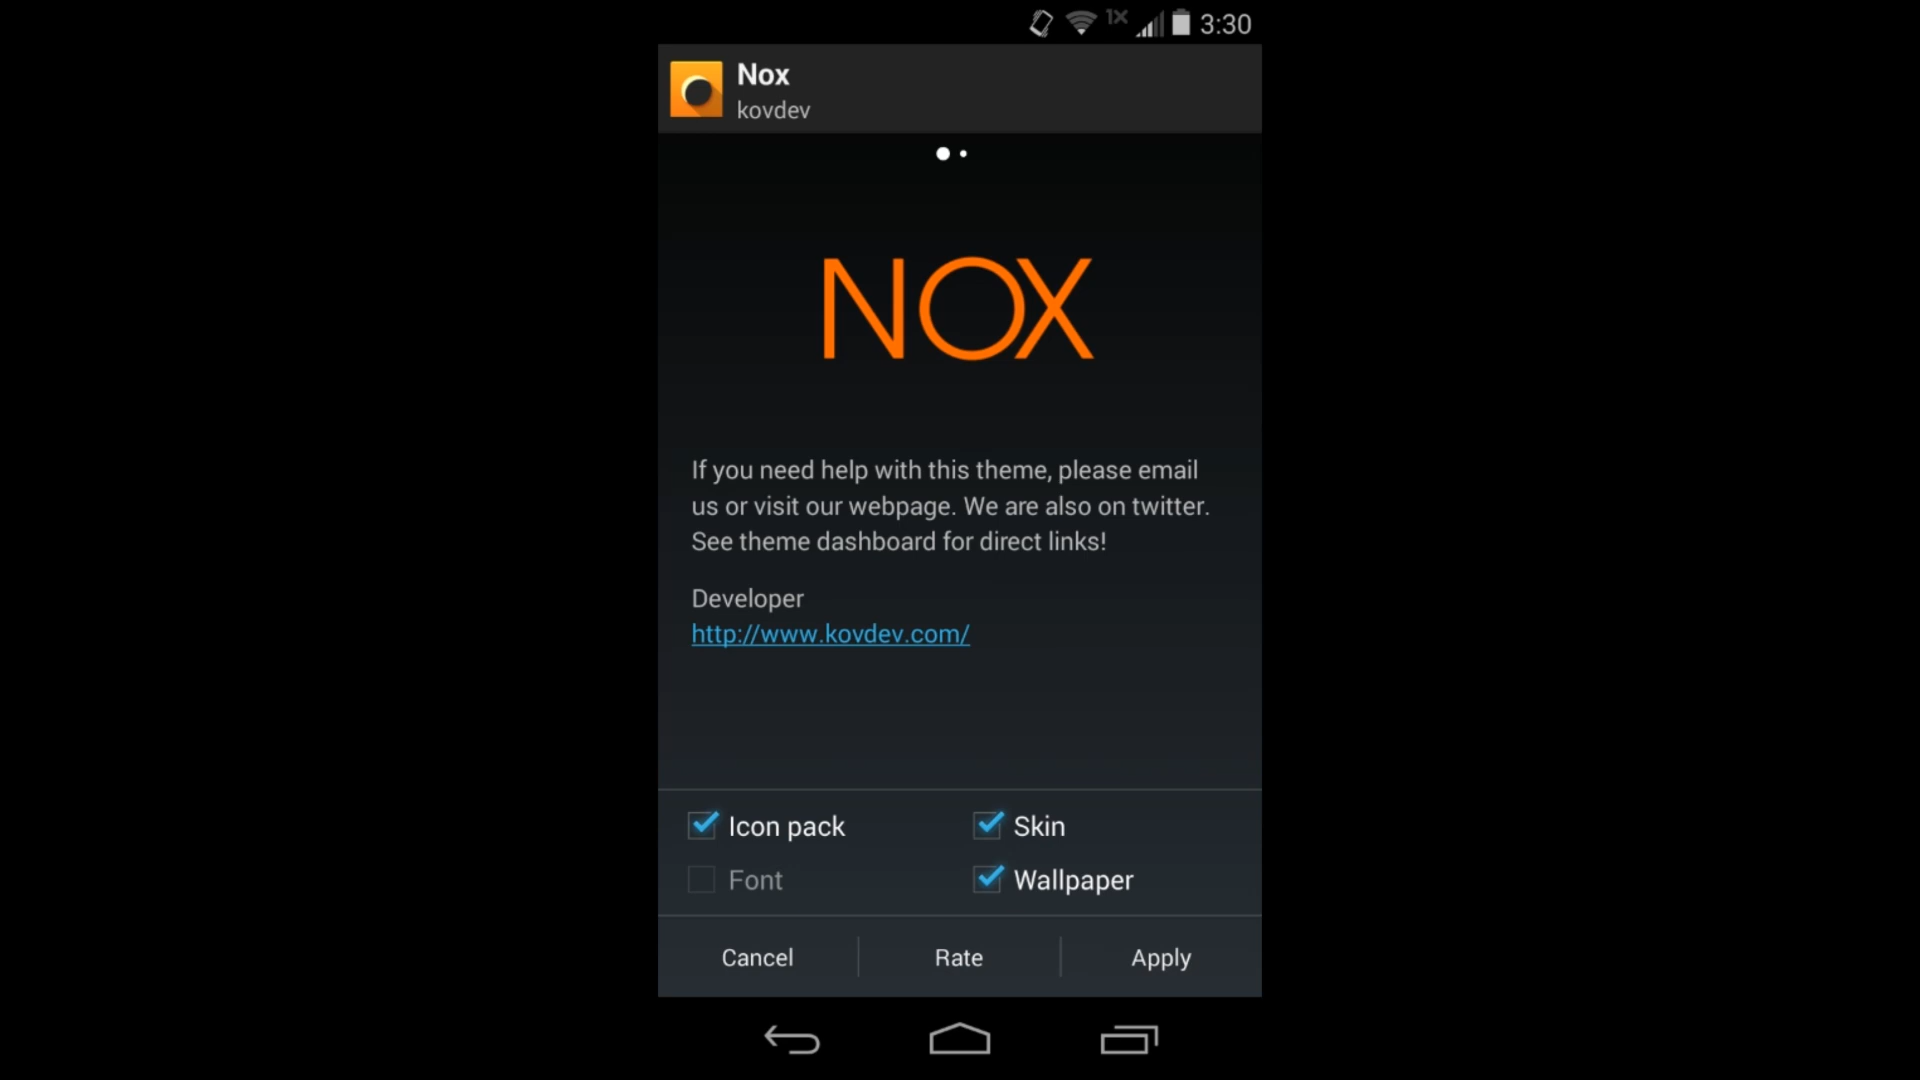 1X 3:30
Nox
kovdev
NOX
If you need help with this theme, please email
us or visit our webpage. We are also on twitter.
See theme dashboard for direct links!
Developer
http://www.kovdev.com/
Icon pack Skin
Font Wallpaper
Cancel Rate Apply